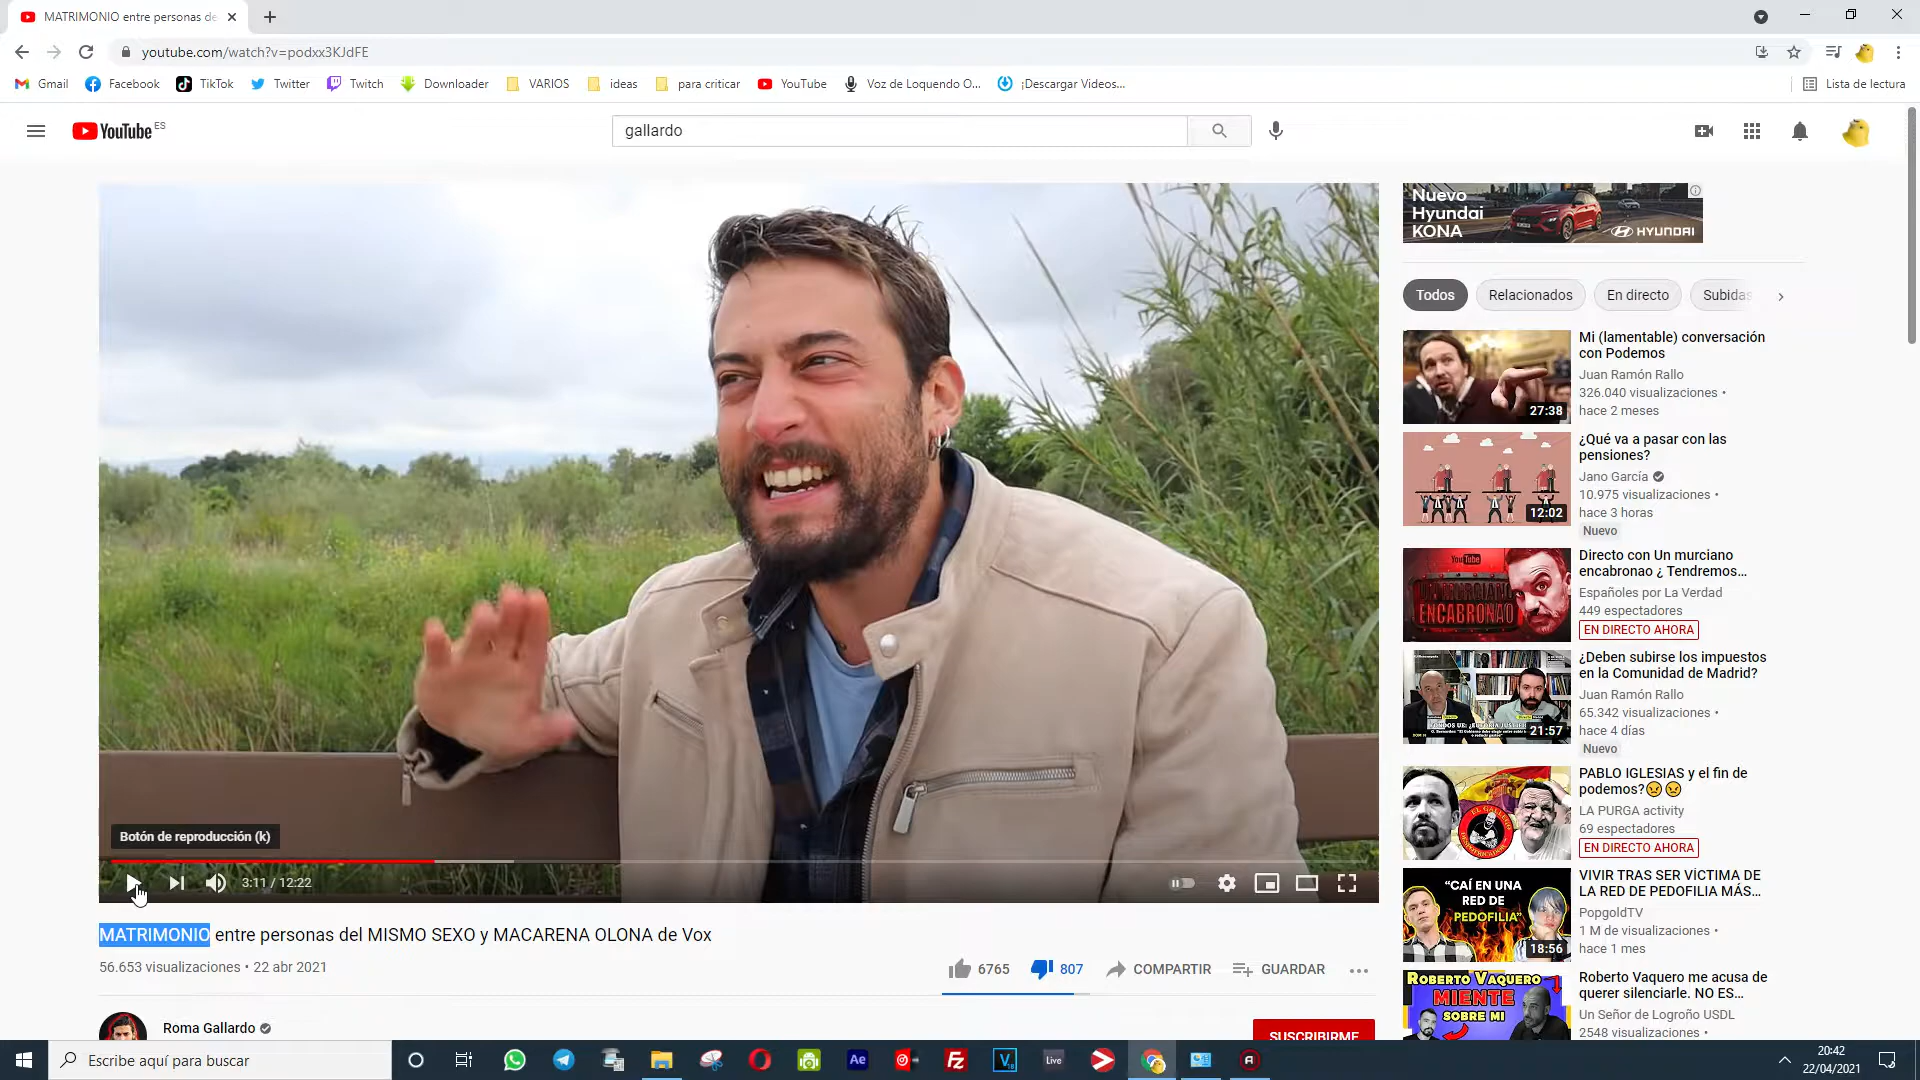 MATRIMONIO entre personas de
youtube.com/watch?v=podxx3KJdFE
Gmail
Facebook
TikTok
Twitter
Twitch
Downloader
VARIOS
ideas
para criticar
YouTube
Voz de Loquendo O...
¡Descargar Videos...
Lista de lectura
YouTube ES
gallardo
Nuevo
Hyundai
KONA
HYUNDAI
Todos
Relacionados
En directo
Subidas
Mi (lamentable) conversación
con Podemos
Juan Ramón Rallo
326.040 visualizaciones •
hace 2 meses
27:38
¿Qué va a pasar con las
pensiones?
Jano García
10.975 visualizaciones •
hace 3 horas
Nuevo
12:02
Directo con Un murciano
encabronao ¿ Tendremos...
Españoles por La Verdad
449 espectadores
EN DIRECTO AHORA
YouTube
UN MURCIANO
ENCABRONAO
¿Deben subirse los impuestos
en la Comunidad de Madrid?
Juan Ramón Rallo
65.342 visualizaciones •
hace 4 días
Nuevo
21:57
PABLO IGLESIAS y el fin de
podemos?😡😡
LA PURGA activity
69 espectadores
EN DIRECTO AHORA
VIVIR TRAS SER VÍCTIMA DE
LA RED DE PEDOFILIA MÁS...
PopgoldTV
1 M de visualizaciones •
hace 1 mes
"CAÍ EN UNA
RED DE
PEDOFILIA"
18:56
Roberto Vaquero me acusa de
querer silenciarle. NO ES...
Un Señor de Logroño USDL
2548 visualizaciones •
ROBERTO VAQUERO
MIENTE
SOBRE MI
Botón de reproducción (k)
3:11 / 12:22
MATRIMONIO entre personas del MISMO SEXO y MACARENA OLONA de Vox
56.653 visualizaciones • 22 abr 2021
6765
807
COMPARTIR
GUARDAR
Roma Gallardo
SUSCRIBIRME
Escribe aquí para buscar
Ae
Fz
V
Live
20:42
22/04/2021